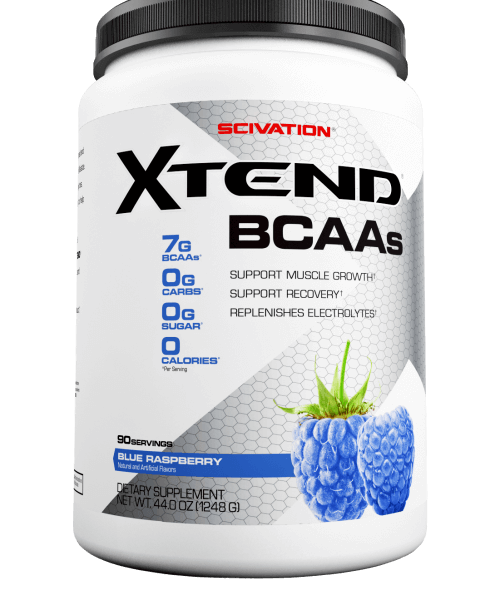 SCIVATION®
XTEND®
BCAAs
7G
BCAAs*
0G
CARBS*
0G
SUGAR*
0
CALORIES*
*Per Serving
SUPPORT MUSCLE GROWTH†
SUPPORT RECOVERY†
REPLENISHES ELECTROLYTES†
90 SERVINGS
BLUE RASPBERRY
Natural and Artificial Flavors
DIETARY SUPPLEMENT
NET WT. 44.0 OZ (1248 G)